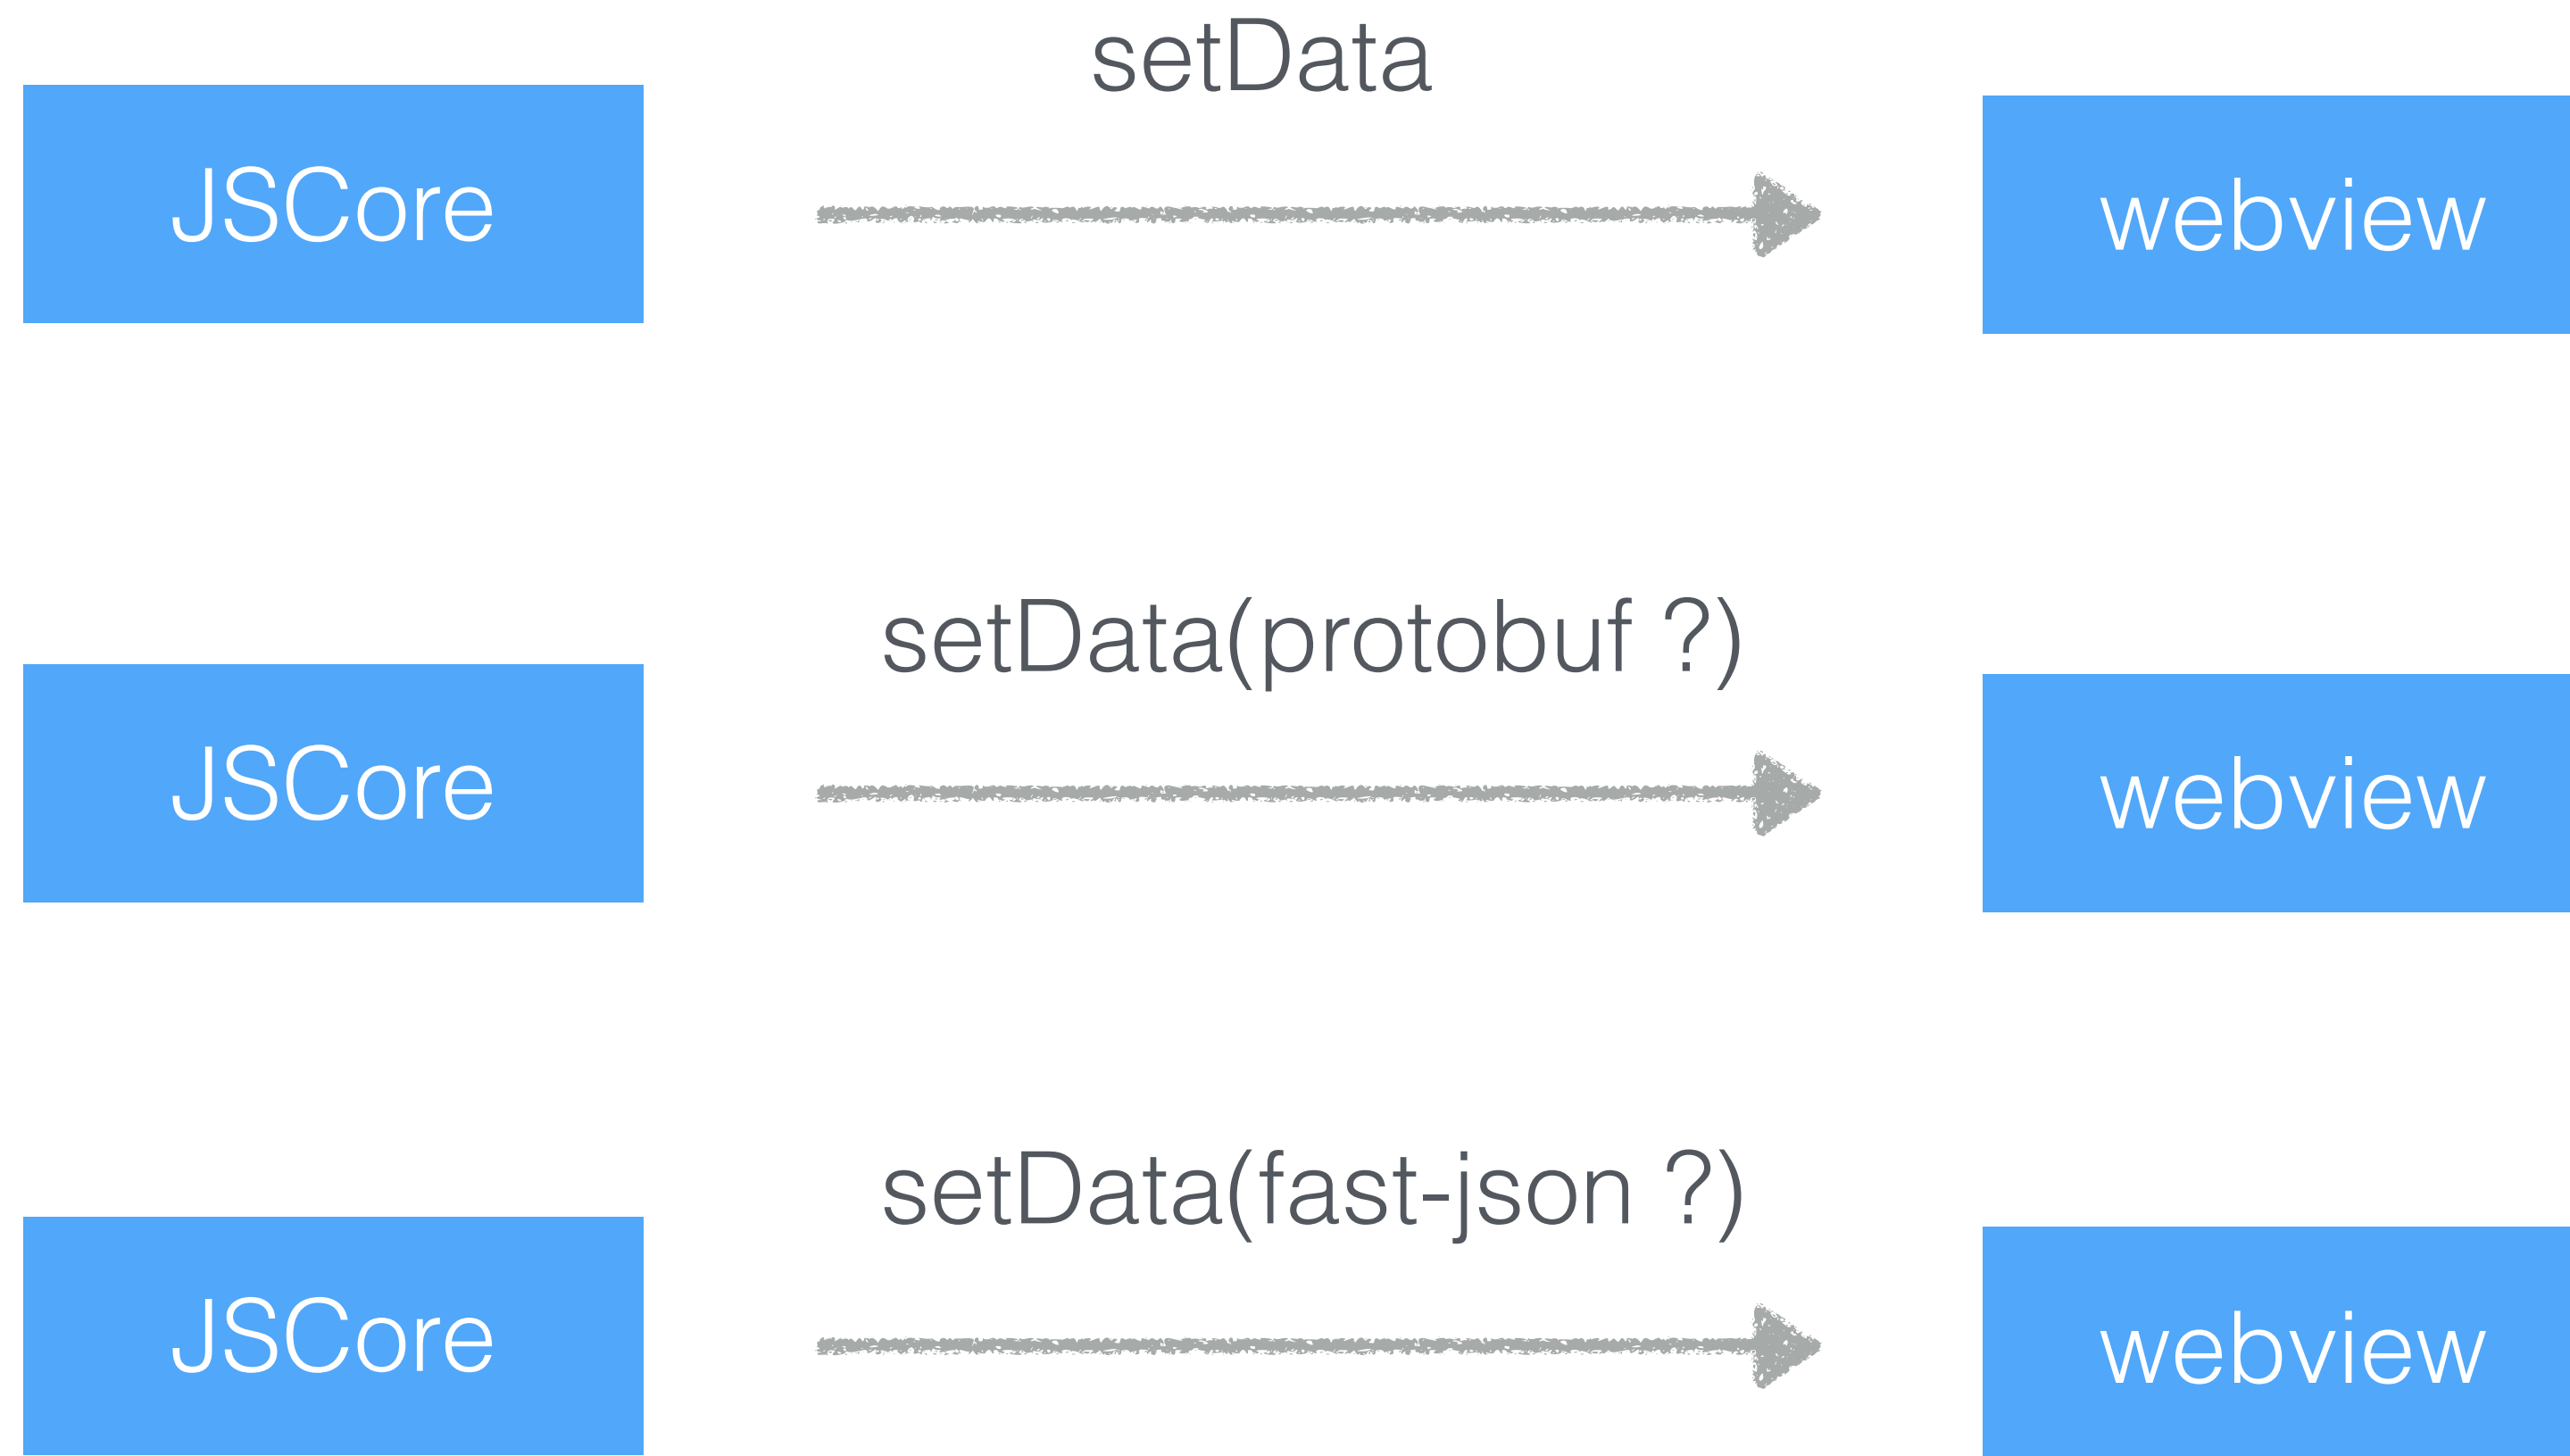 setData
JSCore
webview
setData(protobuf ?)
JSCore
webview
setData(fast-json ?)
JSCore
webview